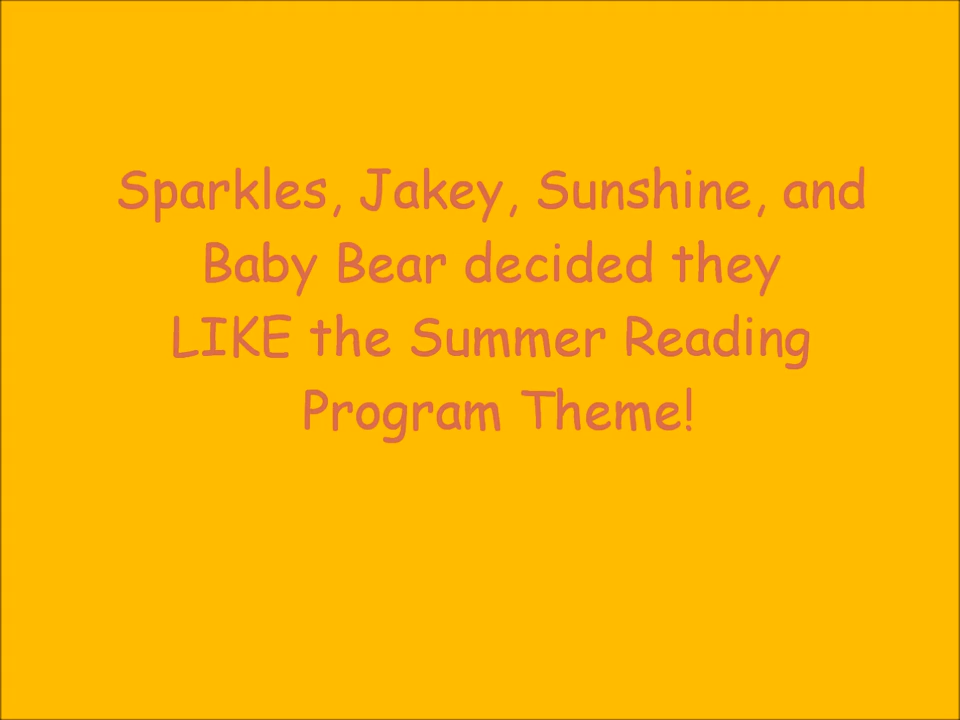 Sparkles, Jakey, Sunshine, and
Baby Bear decided they
LIKE the Summer Reading
Program Theme!